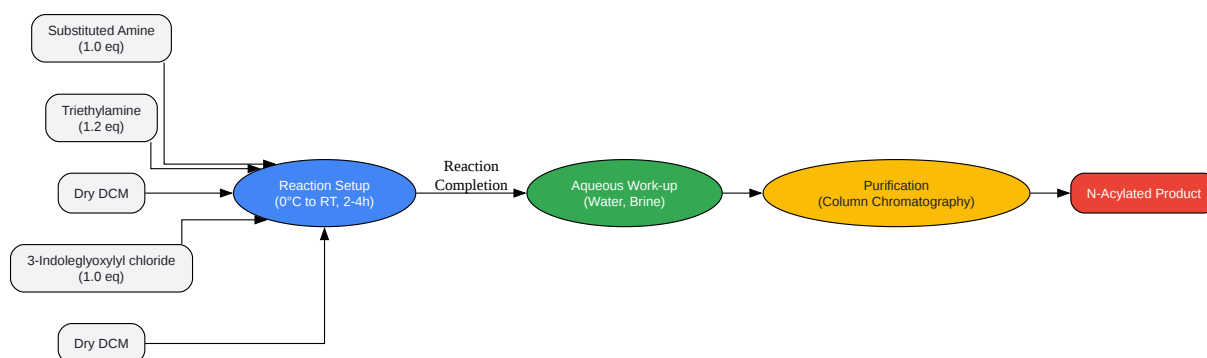 Substituted Amine
(1.0 eq)
Triethylamine
(1.2 eq)
Dry DCM
3-Indoleglyoxylyl chloride
(1.0 eq)
Dry DCM
Reaction Setup
(0°C to RT, 2-4h)
Reaction
Completion
Aqueous Work-up
(Water, Brine)
Purification
(Column Chromatography)
N-Acylated Product